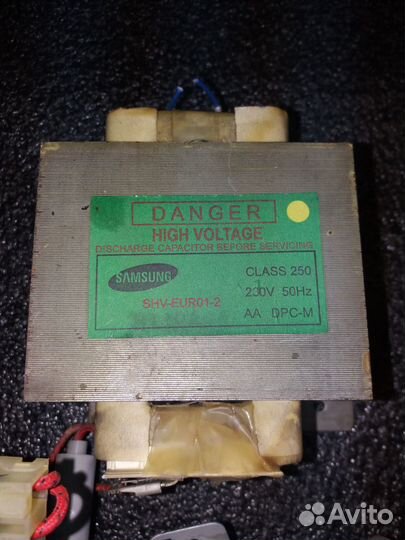 DANGER
HIGH VOLTAGE
DISCHARGE CAPACITOR BEFORE SERVICING
SAMSUNG
SHV-EUR01-2
CLASS 250
230V 50Hz
AA DPC-M
Avito